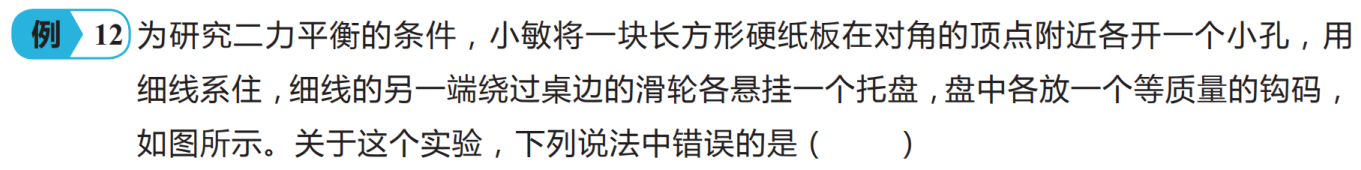 例 12 为研究二力平衡的条件，小敏将一块长方形硬纸板在对角的顶点附近各开一个小孔，用
细线系住，细线的另一端绕过桌边的滑轮各悬挂一个托盘，盘中各放一个等质量的钩码，
如图所示。关于这个实验，下列说法中错误的是（　　）